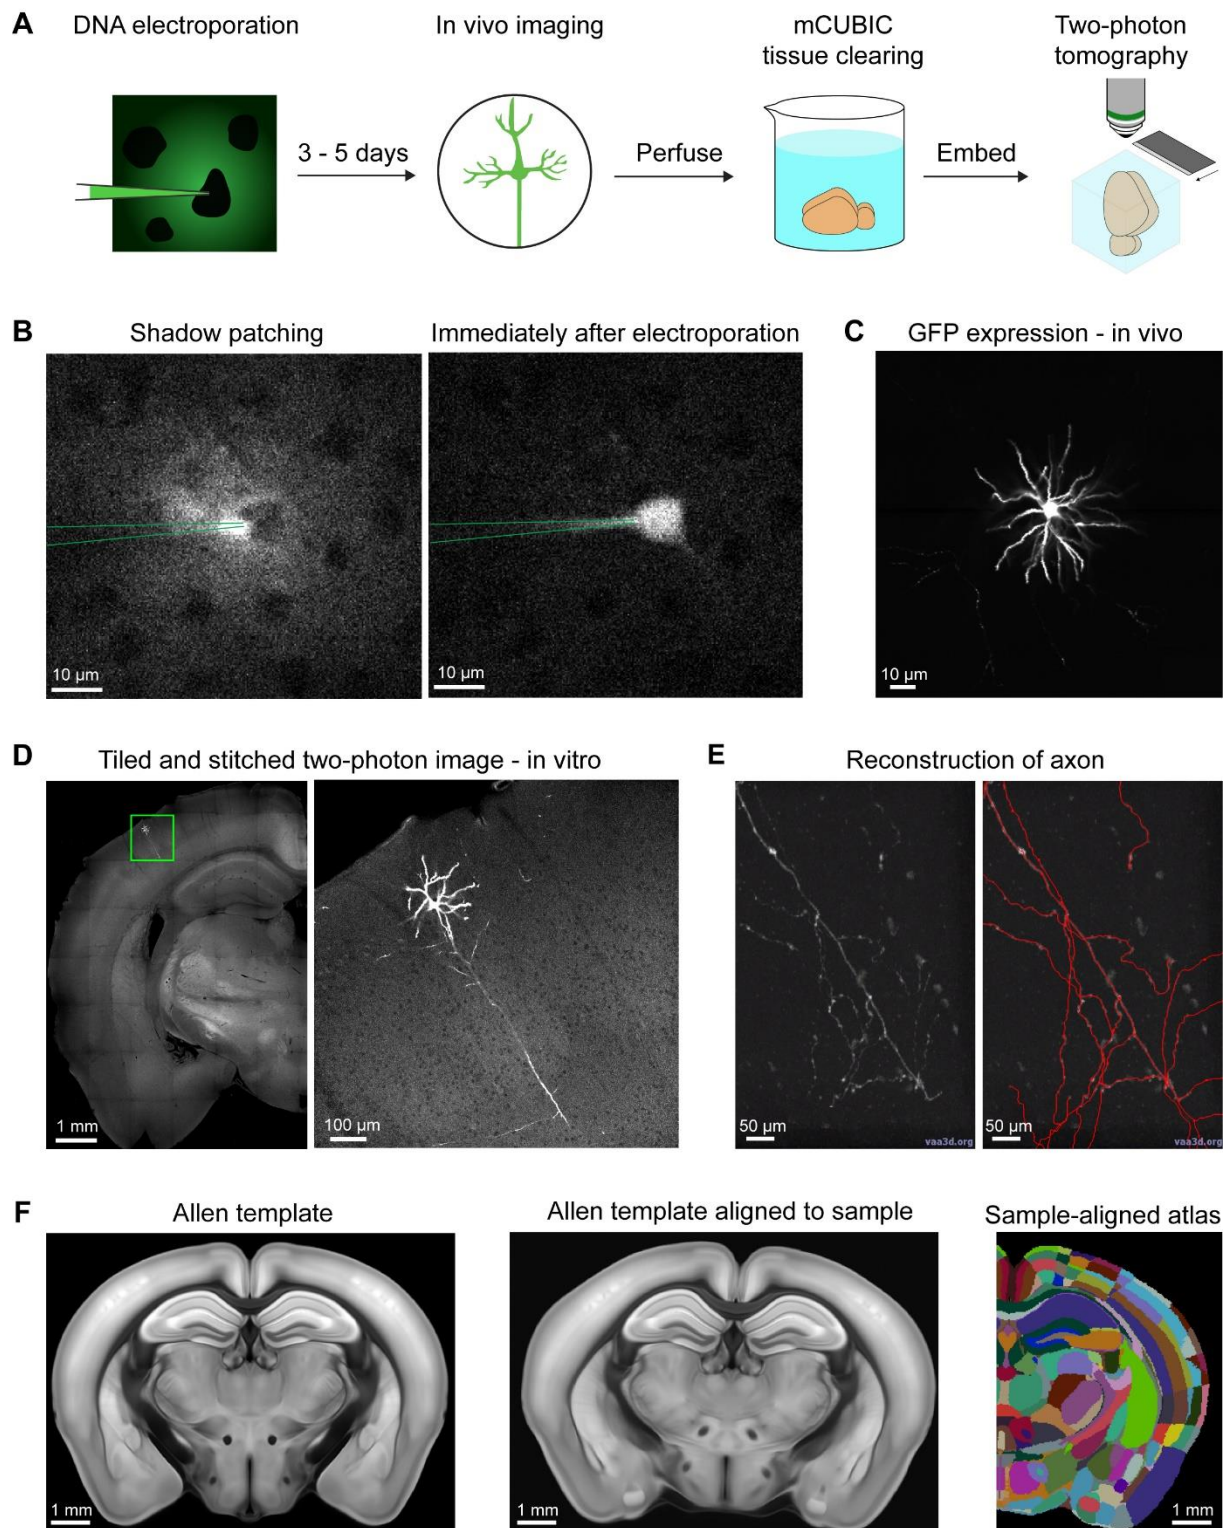 A
DNA electroporation
In vivo imaging
mCUBIC
tissue clearing
Two-photon
tomography
3 - 5 days
Perfuse
Embed
B
Shadow patching
Immediately after electroporation
C
GFP expression - in vivo
10 µm
10 µm
10 µm
D
Tiled and stitched two-photon image - in vitro
E
Reconstruction of axon
1 mm
100 µm
50 µm
vaa3d.org
50 µm
vaa3d.org
F
Allen template
Allen template aligned to sample
Sample-aligned atlas
1 mm
1 mm
1 mm